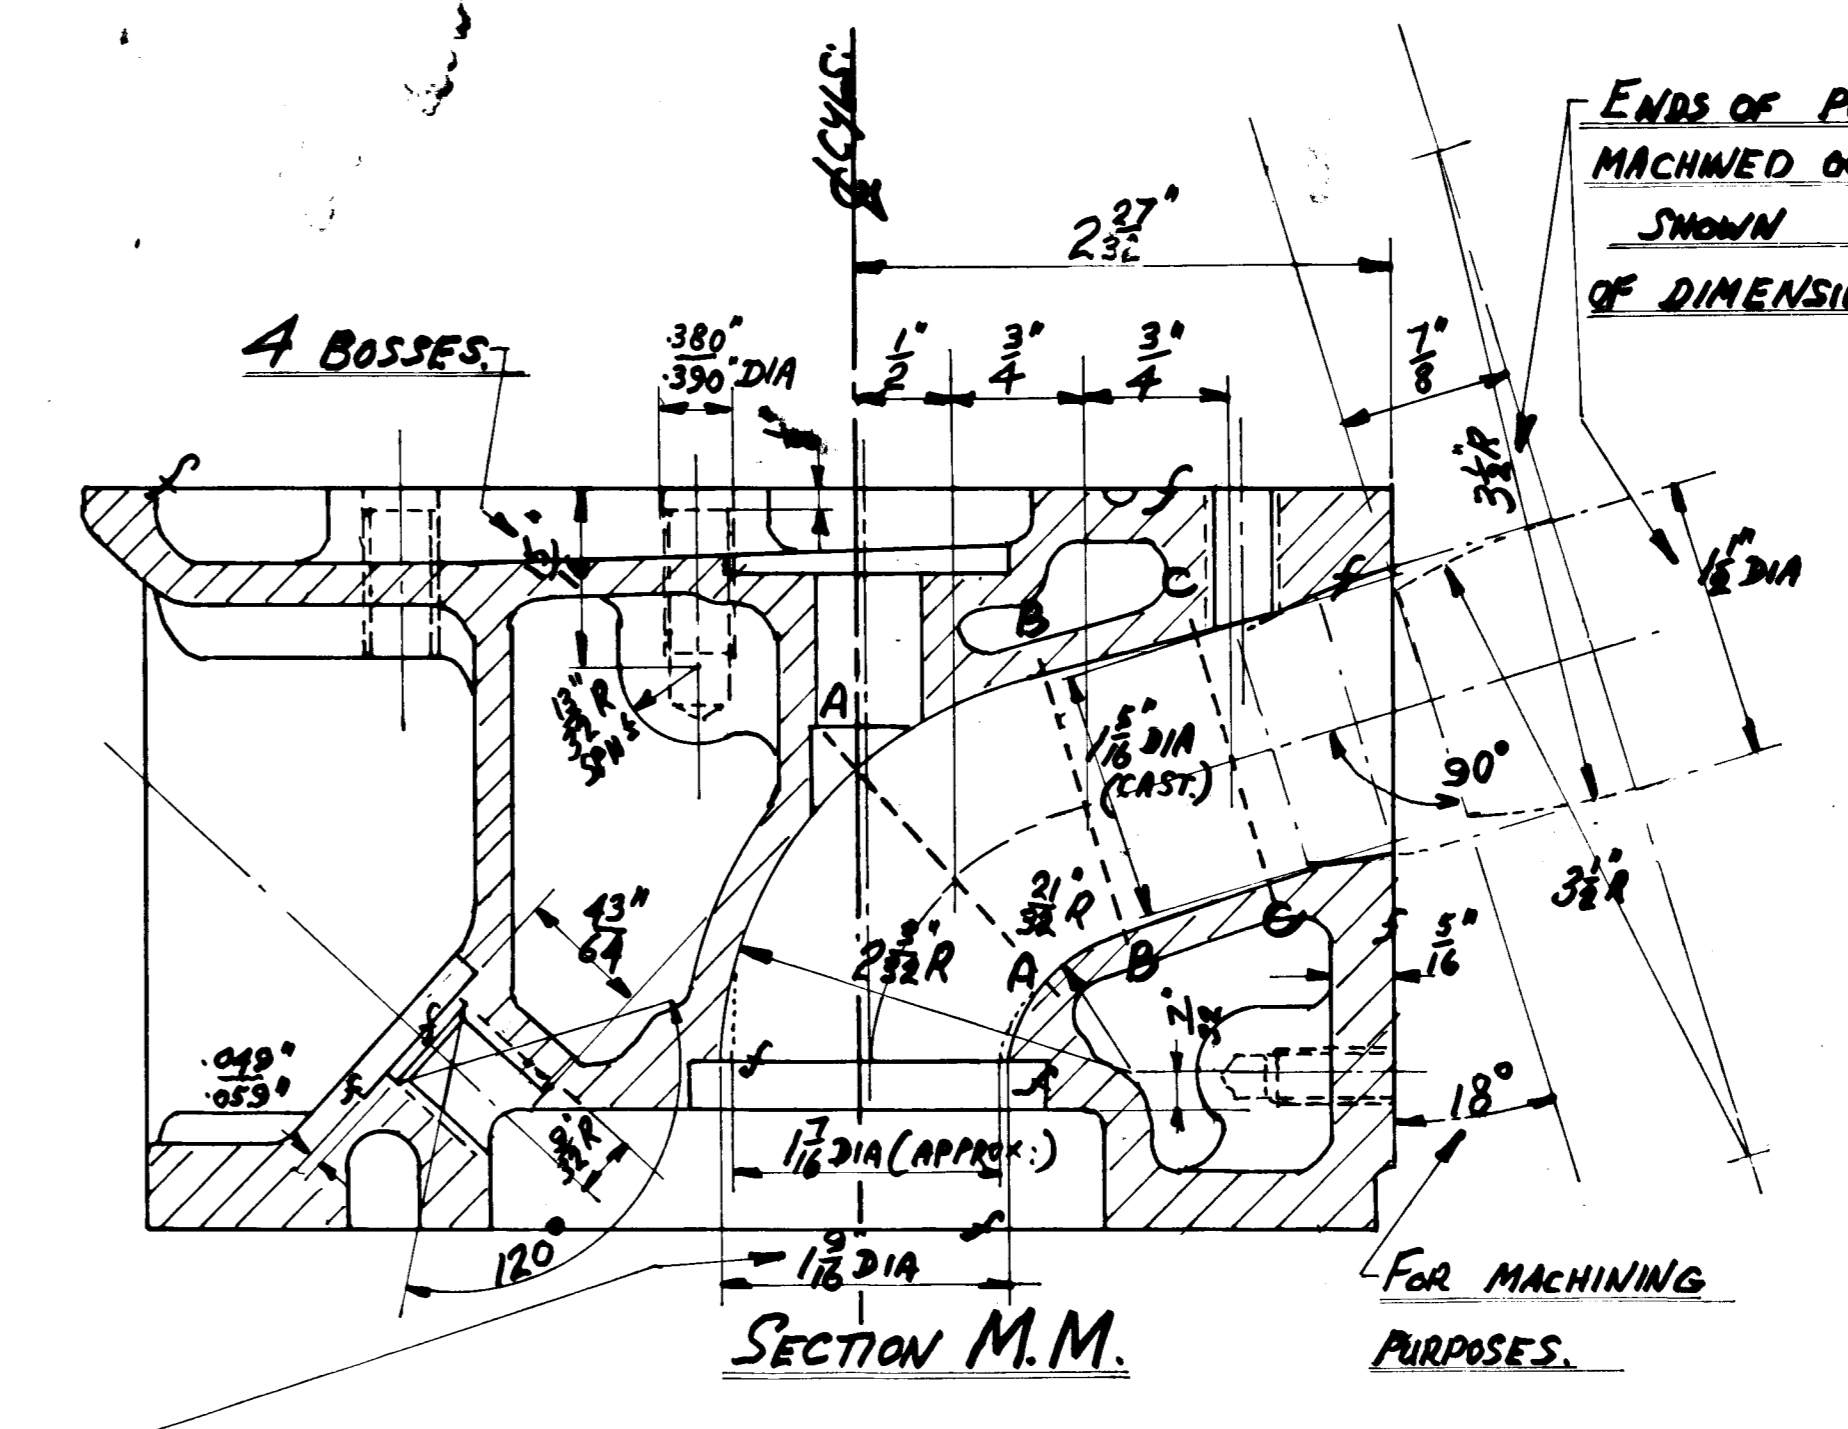 ℄ CYLS.
ENDS OF
MACHINED
SHOWN
OF
2 27/32"
4 BOSSES.
.380"
.390" DIA
1/2"
3/4"
3/4"
7/8"
3 1/2" R
1 1/2" DIA
f
f
f
C
B
A
13/32" R
1 5/16" DIA
(CAST.)
90°
3 1/2" R
43/64"
21/32" R
2 3/32" R
A
B
C
f
5/16"
7/32"
.049"
.059"
f
f
f
f
18°
9/32" R
1 7/16 DIA (APPROX:)
120°
f
1 9/16" DIA
FOR MACHINING
PURPOSES.
SECTION M.M.